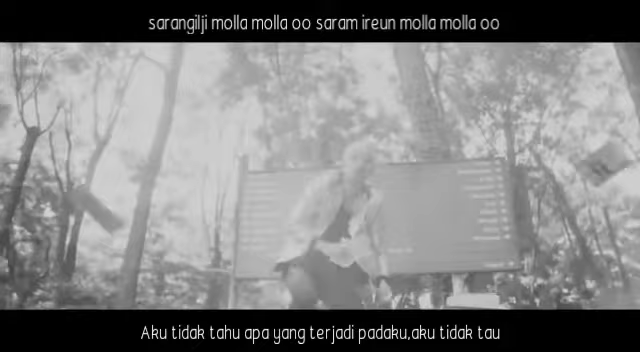 sarangilji molla molla oo saram ireun molla molla oo
Aku tidak tahu apa yang terjadi padaku,aku tidak tau